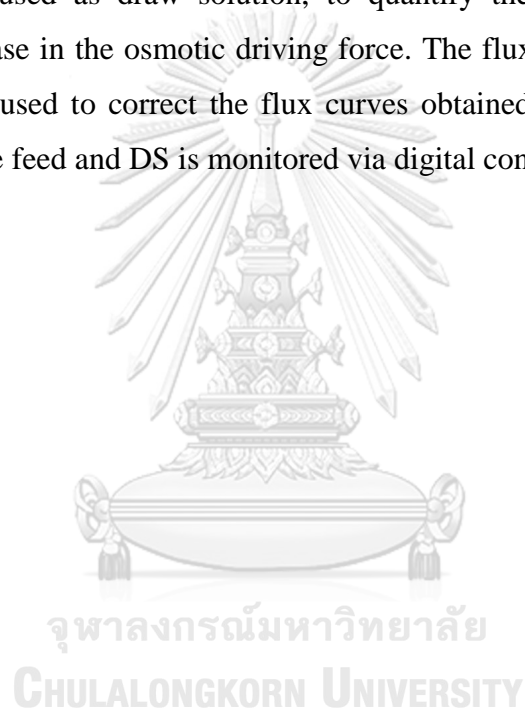 used as draw solution, to quantify the
ase in the osmotic driving force. The flux
used to correct the flux curves obtained
e feed and DS is monitored via digital con
จุฬาลงกรณ์มหาวิทยาลัย
CHULALONGKORN UNIVERSITY